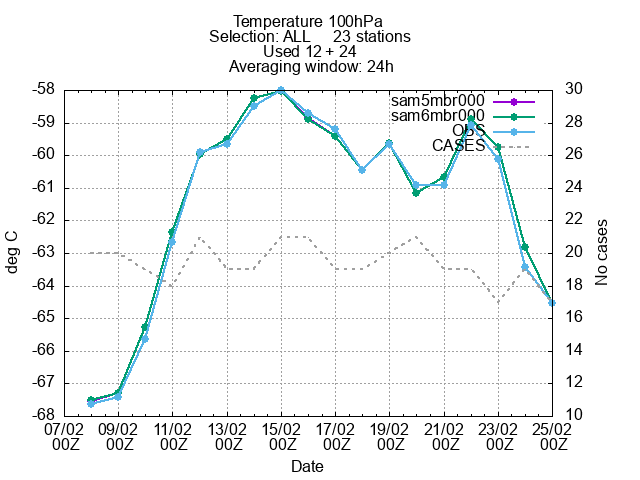 Temperature 100hPa
Selection: ALL 23 stations
Used 12 + 24
Averaging window: 24h
sam5mbr000
sam6mbr000
OBS
CASES
-58
-59
-60
-61
-62
-63
-64
-65
-66
-67
-68
30
28
26
24
22
20
18
16
14
12
10
deg C
No cases
07/02 09/02 11/02 13/02 15/02 17/02 19/02 21/02 23/02 25/02
00Z 00Z 00Z 00Z 00Z 00Z 00Z 00Z 00Z 00Z
Date